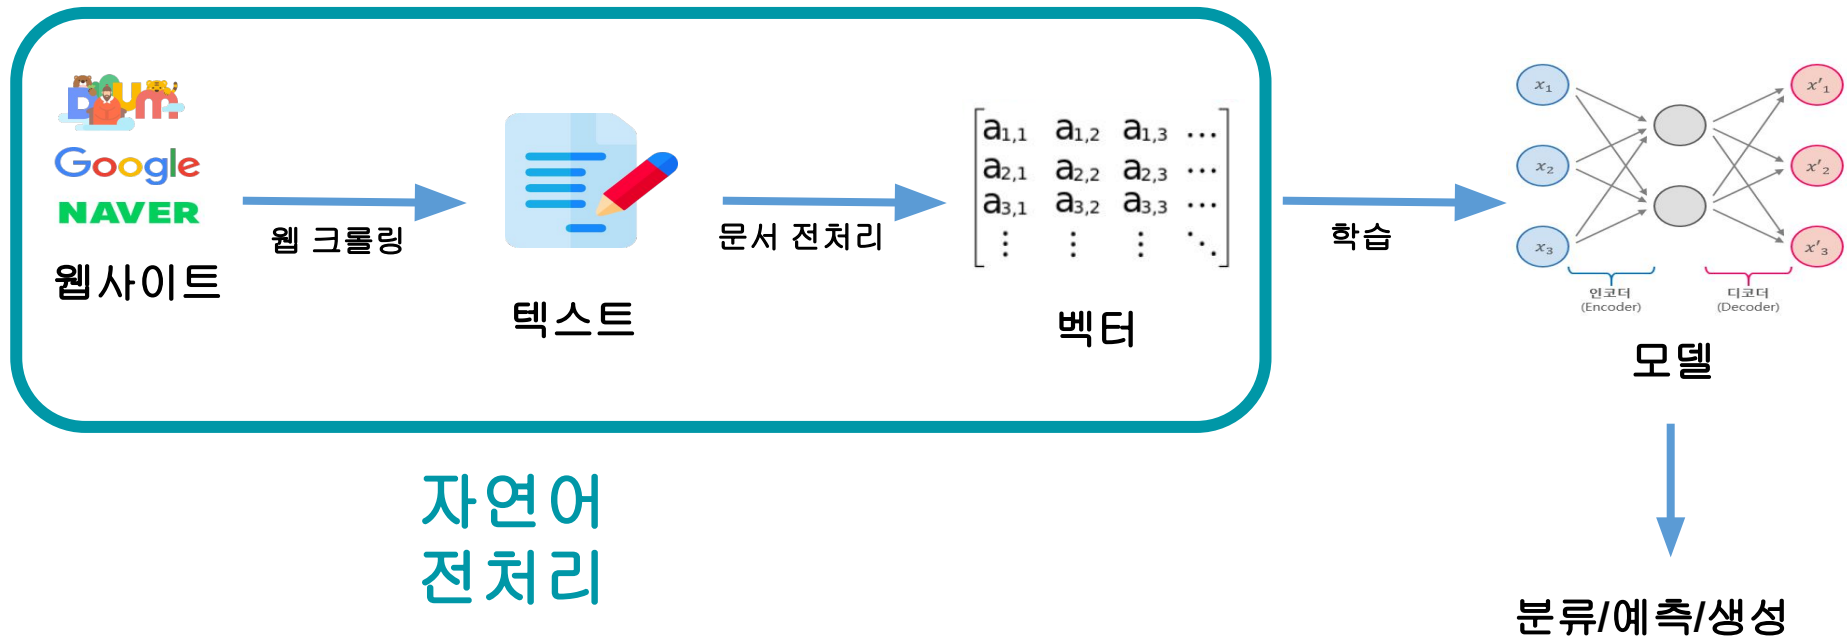 Daum
Google
NAVER
웹사이트
웹 크롤링
텍스트
문서 전처리
a1,1 a1,2 a1,3 ⋯
a2,1 a2,2 a2,3 ⋯
a3,1 a3,2 a3,3 ⋯
⋮ ⋮ ⋮ ⋱
벡터
학습
x1 x'1
x2 x'2
x3 x'3
인코더 디코더
(Encoder) (Decoder)
모델
자연어
전처리
분류/예측/생성